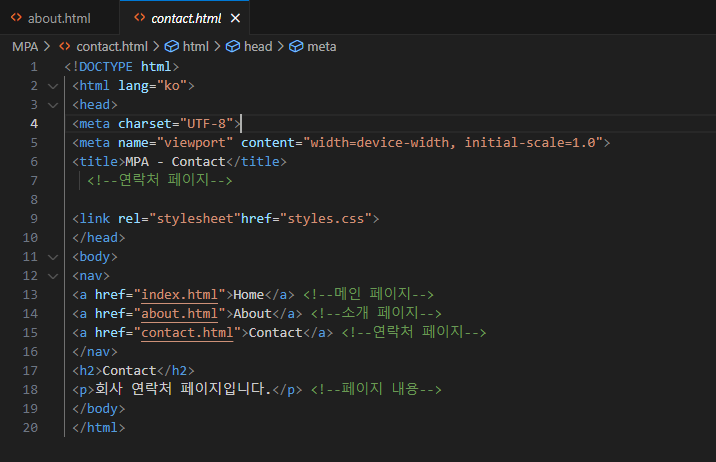 about.html contact.html
MPA > contact.html > html > head > meta
1 <!DOCTYPE html>
2 <html lang="ko">
3 <head>
4 <meta charset="UTF-8">
5 <meta name="viewport" content="width=device-width, initial-scale=1.0">
6 <title>MPA - Contact</title>
7 <!--연락처 페이지-->
8
9 <link rel="stylesheet"href="styles.css">
10 </head>
11 <body>
12 <nav>
13 <a href="index.html">Home</a> <!--메인 페이지-->
14 <a href="about.html">About</a> <!--소개 페이지-->
15 <a href="contact.html">Contact</a> <!--연락처 페이지-->
16 </nav>
17 <h2>Contact</h2>
18 <p>회사 연락처 페이지입니다.</p> <!--페이지 내용-->
19 </body>
20 </html>